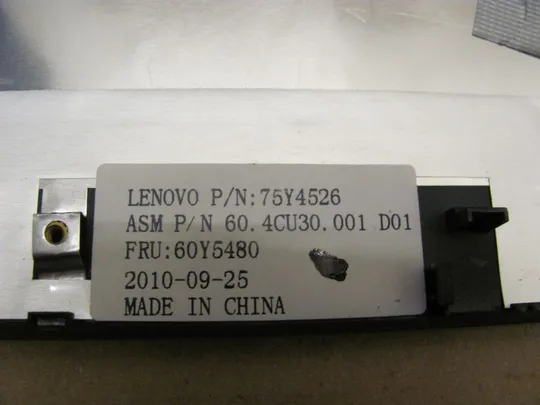 LENOVO P/N:75Y4526
ASM P/N 60.4CU30.001 D01
FRU:60Y5480
2010-09-25
MADE IN CHINA